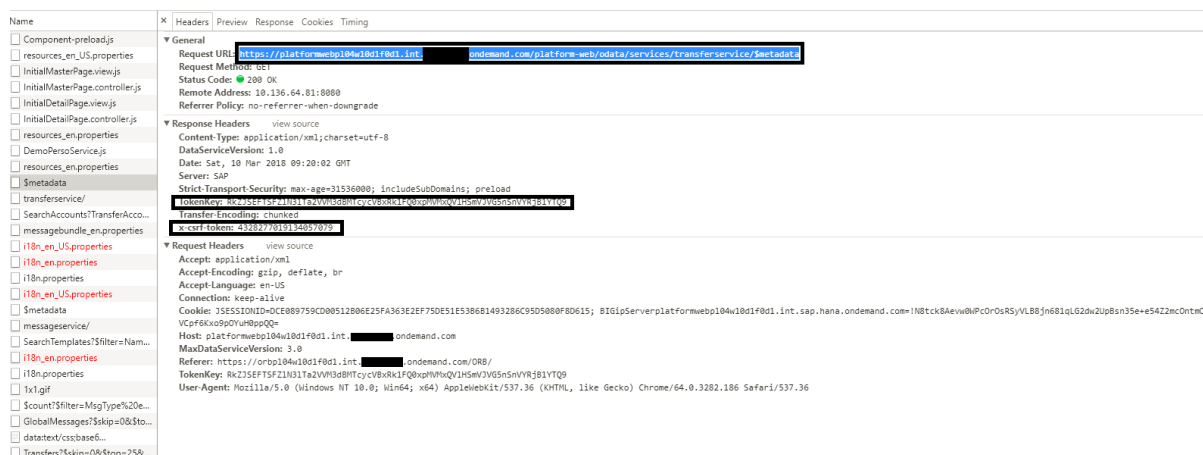 Name
Component-preload.js
resources_en_US.properties
InitialMasterPage.view.js
InitialMasterPage.controller.js
InitialDetailPage.view.js
InitialDetailPage.controller.js
resources_en.properties
DemoPersoService.js
resources_en.properties
$metadata
transferservice/
SearchAccounts?TransferAcco...
messagebundle_en.properties
i18n_en_US.properties
i18n_en.properties
i18n.properties
i18n_en_US.properties
$metadata
messageservice/
SearchTemplates?$filter=Nam...
i18n_en.properties
i18n.properties
1x1.gif
$count?$filter=MsgType%20e...
GlobalMessages?$skip=0&$to...
data:text/css;base6...
Transfers?$skip=0&$top=25&
× Headers Preview Response Cookies Timing
▼ General
Request URL: https://platformwebpl04w10d1f0d1.int. ondemand.com/platform-web/odata/services/transferservice/$metadata
Request Method: GET
Status Code: 200 OK
Remote Address: 10.136.64.81:8080
Referrer Policy: no-referrer-when-downgrade
▼ Response Headers view source
Content-Type: application/xml;charset=utf-8
DataServiceVersion: 1.0
Date: Sat, 10 Mar 2018 09:20:02 GMT
Server: SAP
Strict-Transport-Security: max-age=31536000; includeSubDomains; preload
TokenKey: RkZJSEFTSFZlN3lTa2VVM3dBMTcycVBxRk1FQ0xpMVMxQVlHSmVJVG5nSnVYRjB1YTQ9
Transfer-Encoding: chunked
x-csrf-token: 4328277019134057079
▼ Request Headers view source
Accept: application/xml
Accept-Encoding: gzip, deflate, br
Accept-Language: en-US
Connection: keep-alive
Cookie: JSESSIONID=DCE089759CD00512B06E25FA363E2EF75DE51E53B6B1493286C95D5080F8D615; BIGipServerplatformwebpl04w10d1f0d1.int.sap.hana.ondemand.com=!N8tck8Aevw0WPcOrOsRSyVLB8jn681qLG2dw2UpBsn35e+e54Z2mcOntmO
VCpf6Kxo9pOYuH0ppQQ=
Host: platformwebpl04w10d1f0d1.int. .ondemand.com
MaxDataServiceVersion: 3.0
Referer: https://orbpl04w10d1f0d1.int. .ondemand.com/ORB/
TokenKey: RkZJSEFTSFZlN3lTa2VVM3dBMTcycVBxRk1FQ0xpMVMxQVlHSmVJVG5nSnVYRjB1YTQ9
User-Agent: Mozilla/5.0 (Windows NT 10.0; Win64; x64) AppleWebKit/537.36 (KHTML, like Gecko) Chrome/64.0.3282.186 Safari/537.36